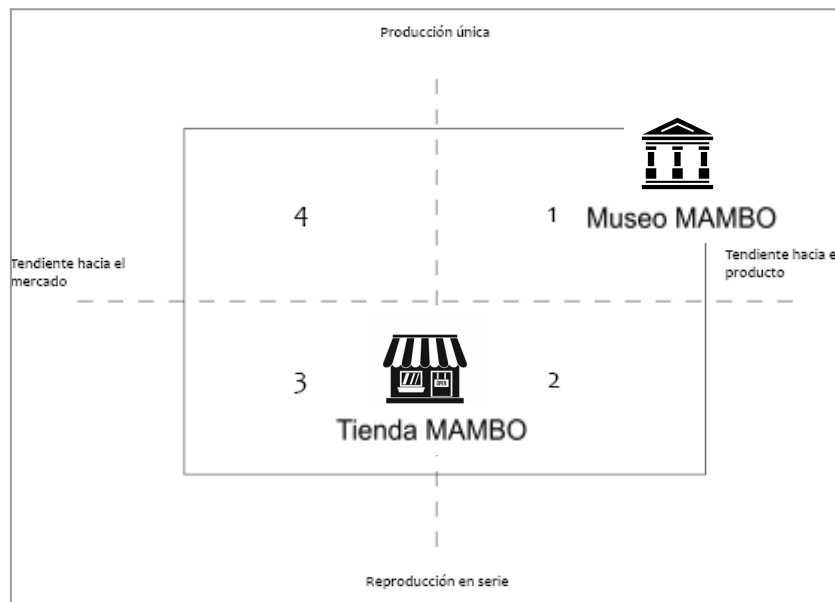 Producción única
4
1
Museo MAMBO
Tendiente hacia el
mercado
Tendiente hacia e
producto
3
OPEN
2
Tienda MAMBO
Reproducción en serie